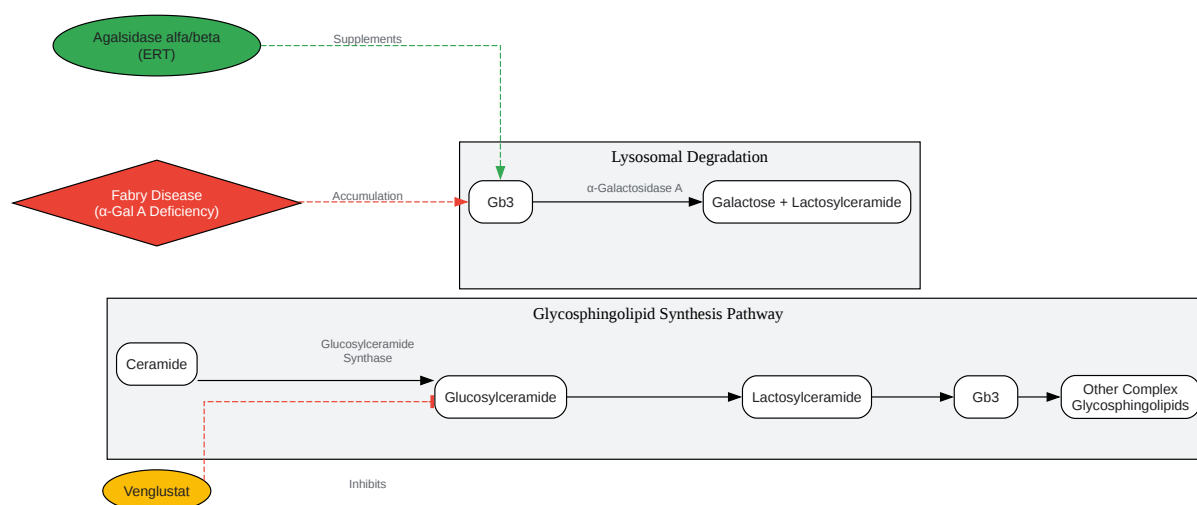 Agalsidase alfa/beta
(ERT)
Supplements
Lysosomal Degradation
Fabry Disease
(α-Gal A Deficiency)
Accumulation
Gb3
α-Galactosidase A
Galactose + Lactosylceramide
Glycosphingolipid Synthesis Pathway
Ceramide
Glucosylceramide
Synthase
Glucosylceramide
Lactosylceramide
Gb3
Other Complex
Glycosphingolipids
Venglustat
Inhibits